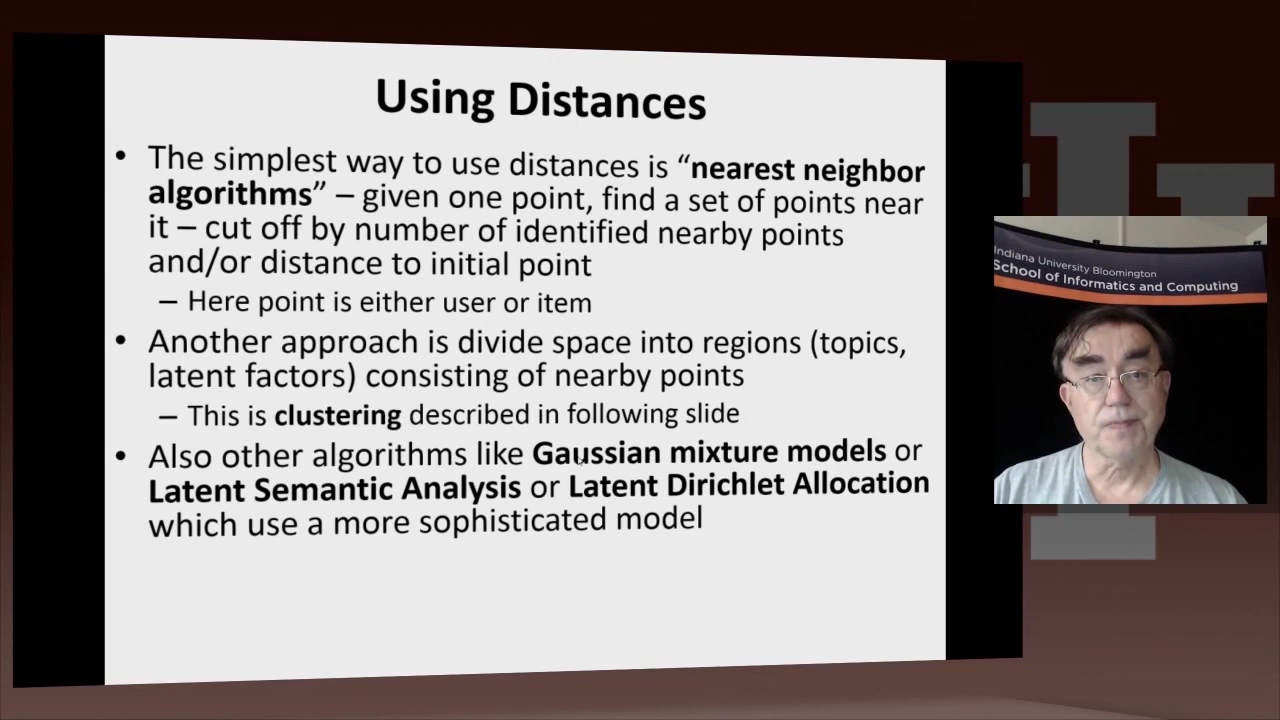 Using Distances
• The simplest way to use distances is “nearest neighbor
algorithms” – given one point, find a set of points near
it – cut off by number of identified nearby points
and/or distance to initial point
– Here point is either user or item
• Another approach is divide space into regions (topics,
latent factors) consisting of nearby points
– This is clustering described in following slide
• Also other algorithms like Gaussian mixture models or
Latent Semantic Analysis or Latent Dirichlet Allocation
which use a more sophisticated model
Indiana University Bloomington
School of Informatics and Computing